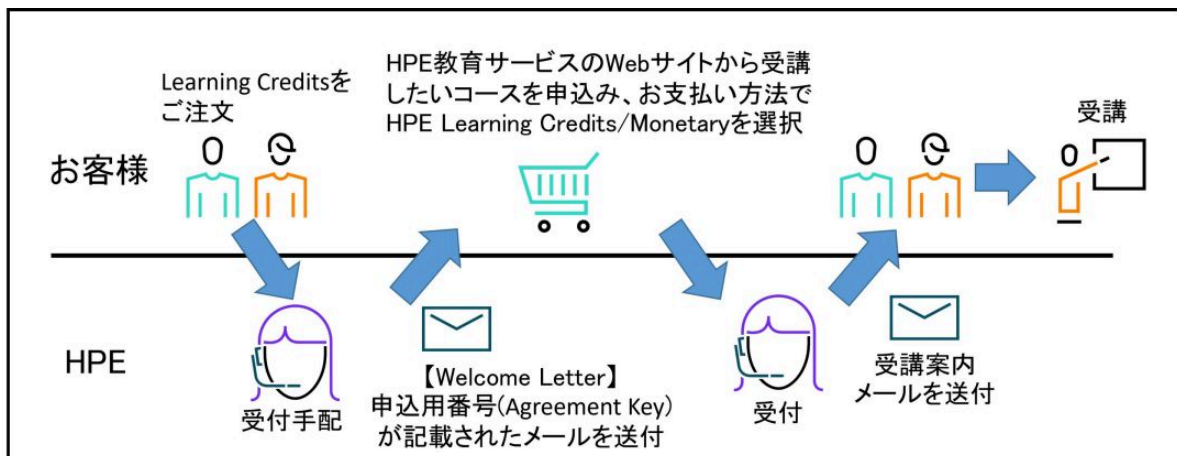 Learning Creditsを
ご注文
HPE教育サービスのWebサイトから受講
したいコースを申込み、お支払い方法で
HPE Learning Credits/Monetaryを選択
受講
お客様
HPE
受付手配
【Welcome Letter】
申込用番号(Agreement Key)
が記載されたメールを送付
受付
受講案内
メールを送付